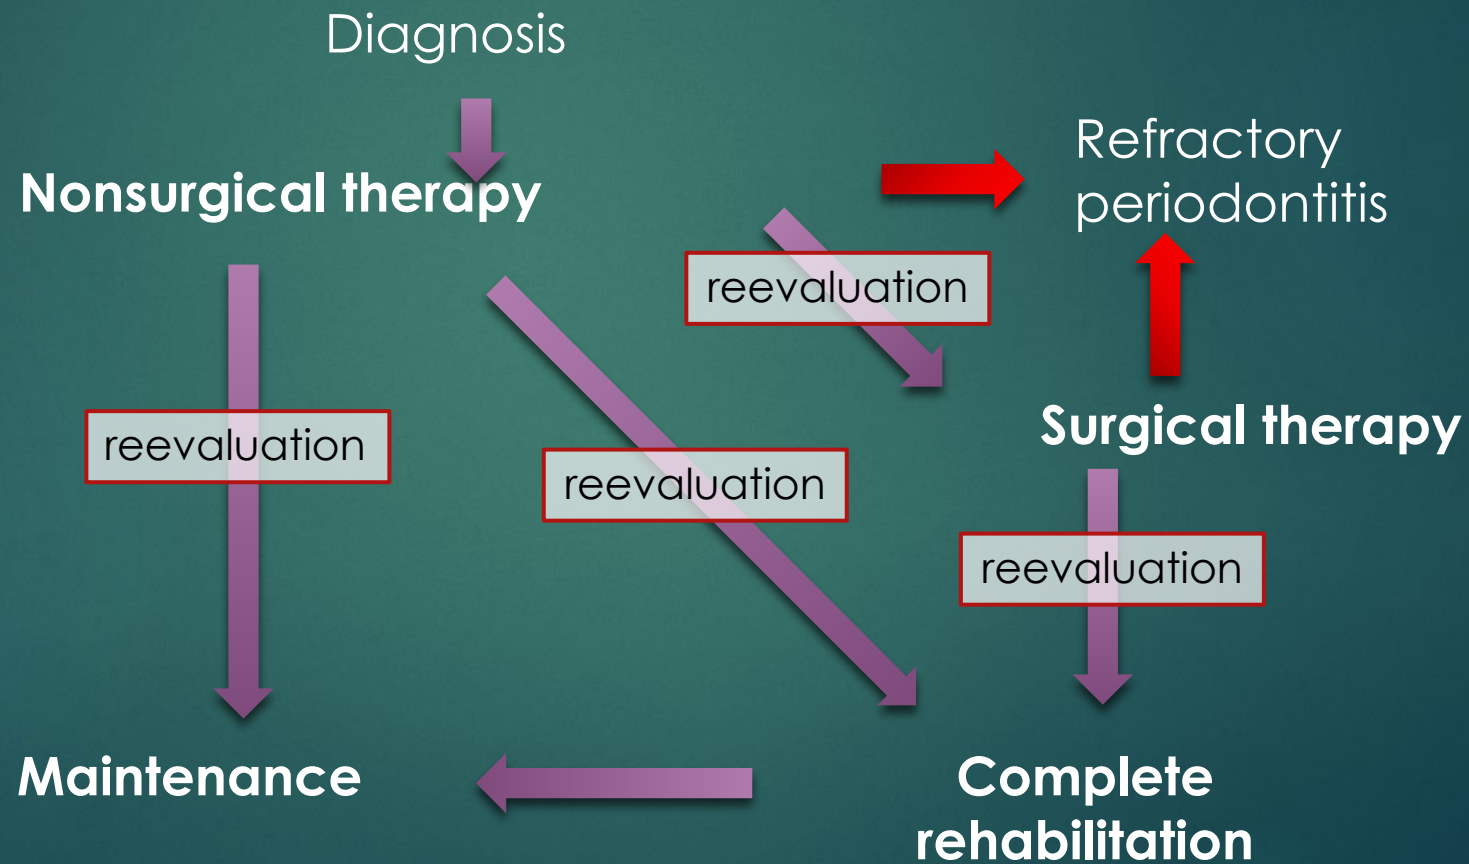 Diagnosis
Refractory
periodontitis
Nonsurgical therapy
reevaluation
Surgical therapy
reevaluation
reevaluation
reevaluation
Maintenance
Complete
rehabilitation